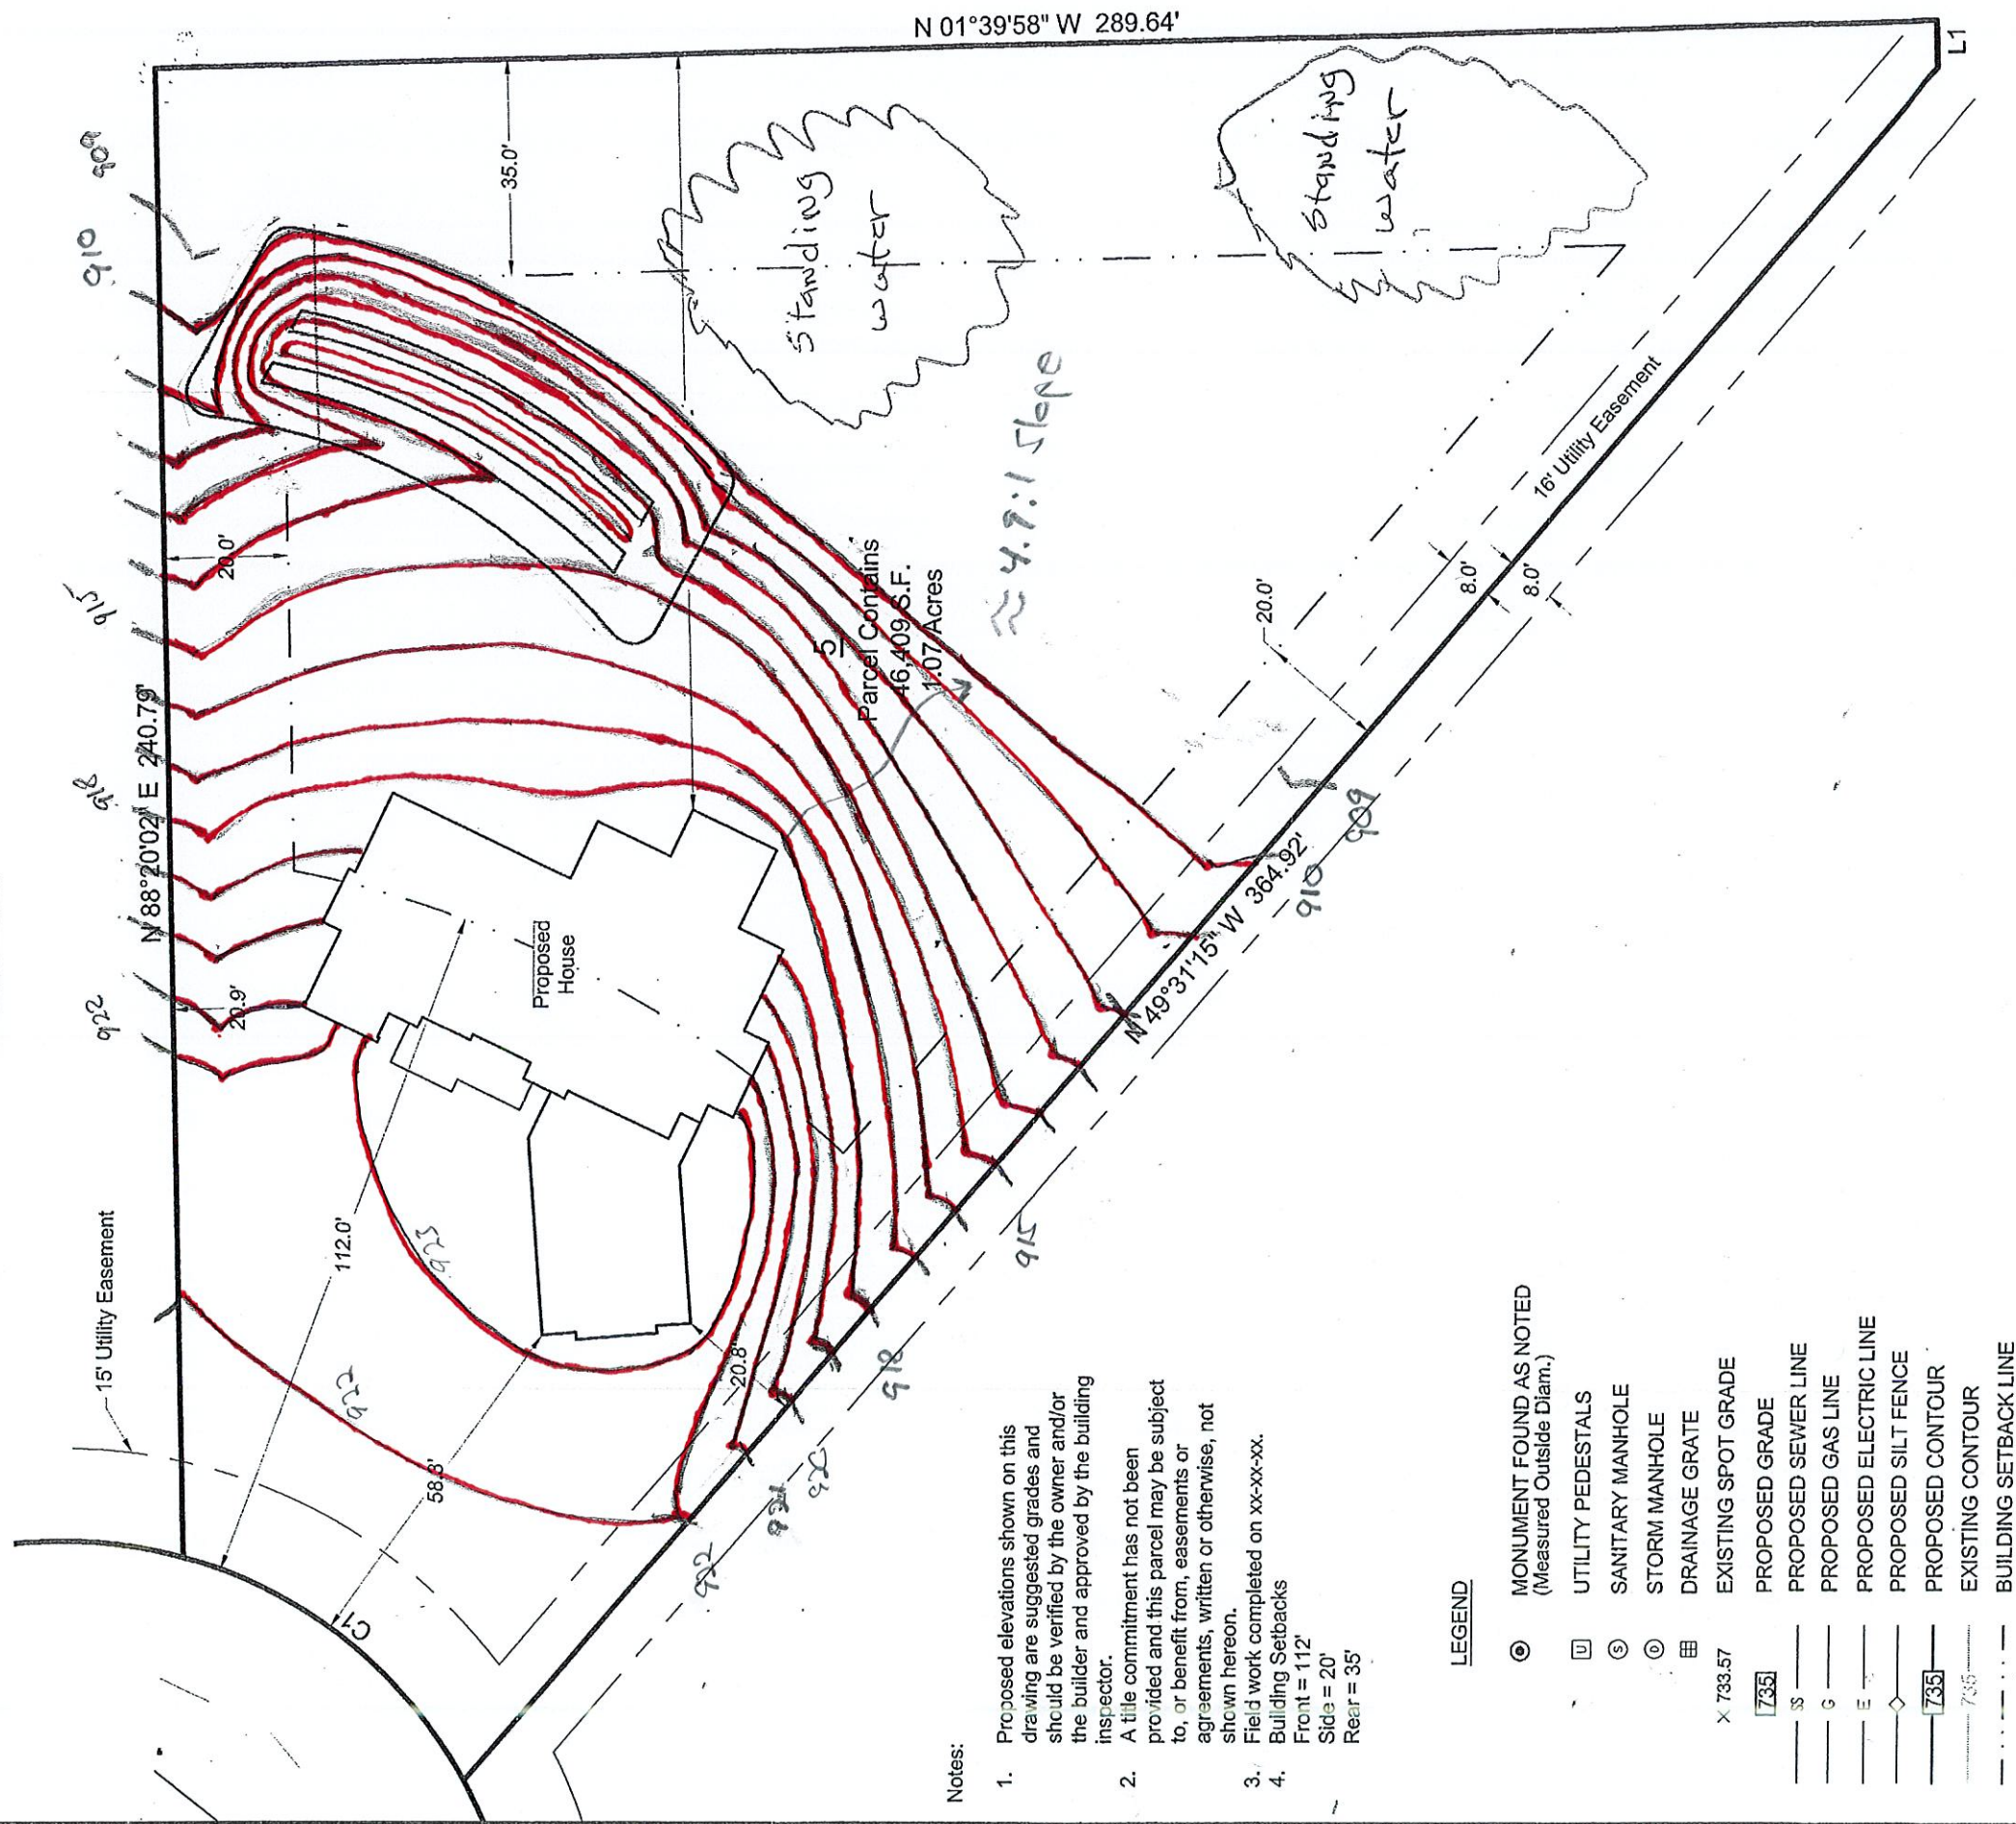 N 01°39'58" W 289.64'
L1
909
910
35.0'
Standing
water
Standing
water
≈ 4.9:1 Slope
16' Utility Easement
20.0'
915
5
Parcel Contains
46,409 S.F.
1.07 Acres
8.0'
8.0'
20.0'
N 88°20'02" E 240.79'
918
909
910
N 49°31'15" W 364.92'
Proposed
House
20.9'
922
15' Utility Easement
112.0'
923
915
20.8'
918
922
58.8'
920
921
922
C1
Notes:
1. Proposed elevations shown on this
drawing are suggested grades and
should be verified by the owner and/or
the builder and approved by the building
inspector.
2. A title commitment has not been
provided and this parcel may be subject
to, or benefit from, easements or
agreements, written or otherwise, not
shown hereon.
3. Field work completed on xx-xx-xx.
4. Building Setbacks
Front = 112'
Side = 20'
Rear = 35'
LEGEND
MONUMENT FOUND AS NOTED
(Measured Outside Diam.)
U UTILITY PEDESTALS
S SANITARY MANHOLE
D STORM MANHOLE
DRAINAGE GRATE
× 733.57 EXISTING SPOT GRADE
735 PROPOSED GRADE
SS PROPOSED SEWER LINE
G PROPOSED GAS LINE
E PROPOSED ELECTRIC LINE
PROPOSED SILT FENCE
735 PROPOSED CONTOUR
735 EXISTING CONTOUR
BUILDING SETBACK LINE